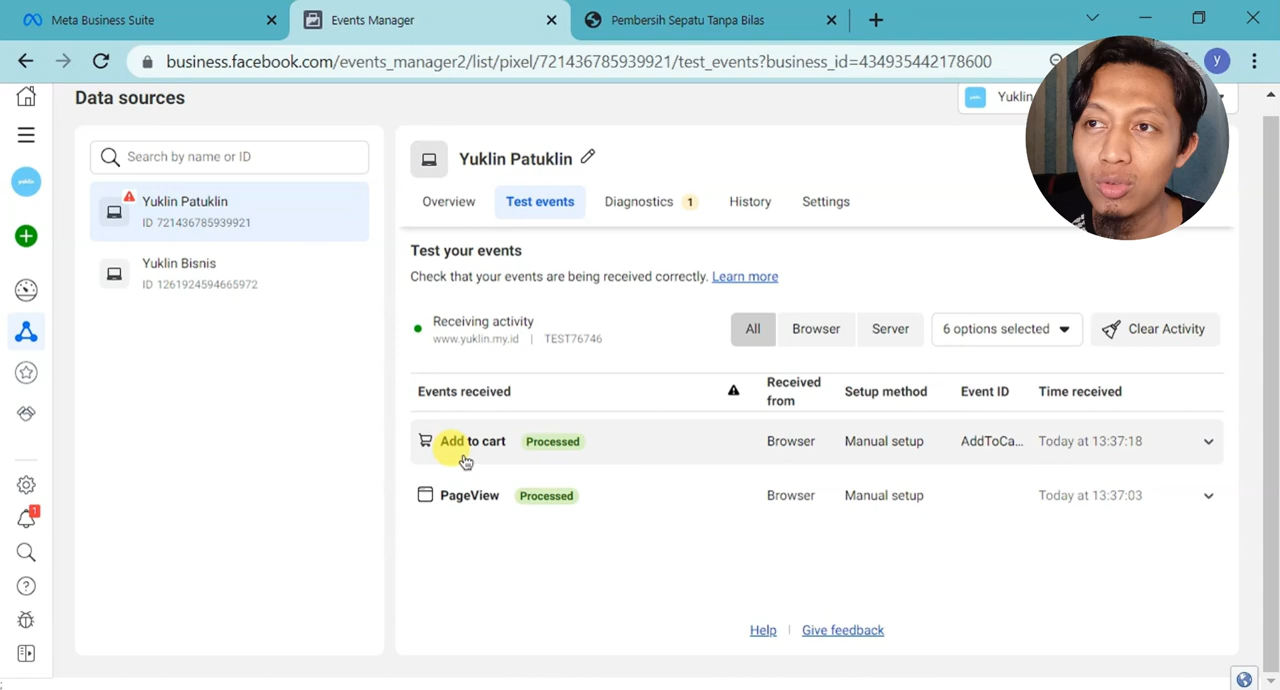 Meta Business Suite
Events Manager
Pembersih Sepatu Tanpa Bilas
business.facebook.com/events_manager2/list/pixel/721436785939921/test_events?business_id=434935442178600
y
Data sources
Yuklin
Search by name or ID
Yuklin Patuklin
ID 721436785939921
Yuklin Bisnis
ID 1261924594665972
1
Yuklin Patuklin
Overview
Test events
Diagnostics
1
History
Settings
Test your events
Check that your events are being received correctly. Learn more
Receiving activity
www.yuklin.my.id | TEST76746
All
Browser
Server
6 options selected
Clear Activity
Events received
Received from
Setup method
Event ID
Time received
Add to cart
Processed
Browser
Manual setup
AddToCa...
Today at 13:37:18
PageView
Processed
Browser
Manual setup
Today at 13:37:03
Help | Give feedback